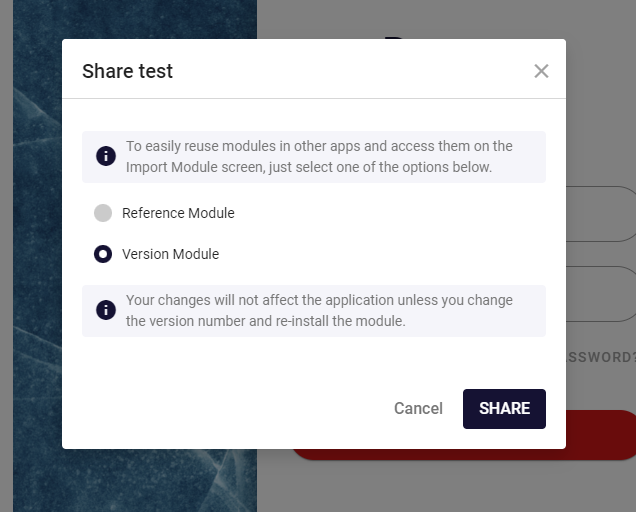 Share test
To easily reuse modules in other apps and access them on the
Import Module screen, just select one of the options below.
Reference Module
Version Module
Your changes will not affect the application unless you change
the version number and re-install the module.
ASSWORD?
Cancel
SHARE